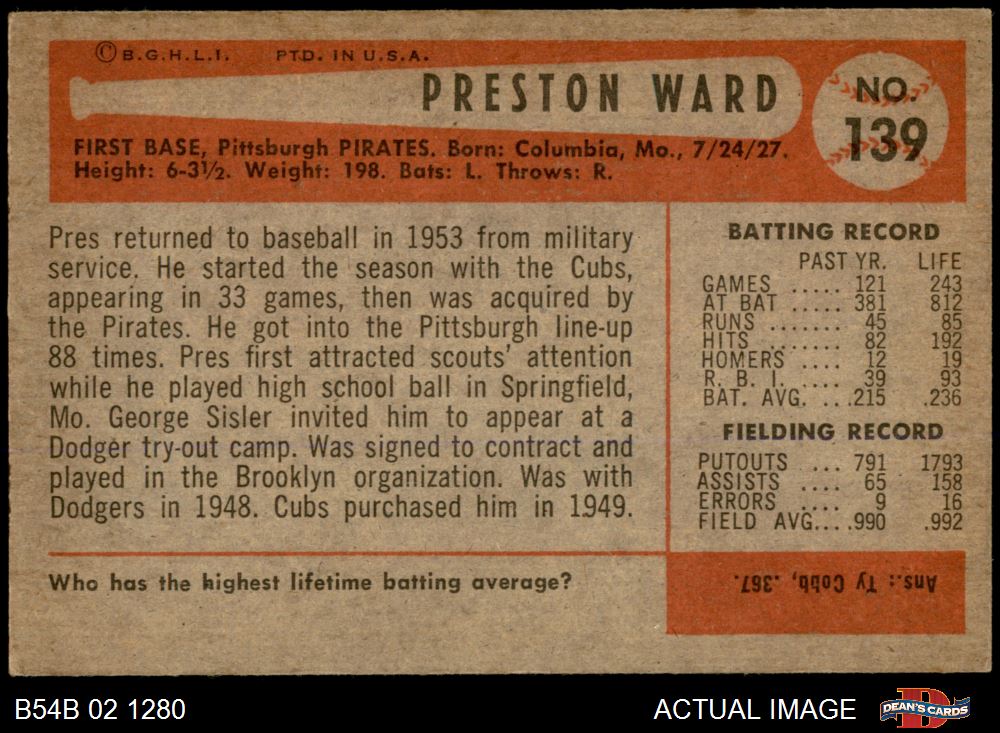 ©B.G.H.L.I. PTD. IN U.S.A.
PRESTON WARD
NO.
139
FIRST BASE, Pittsburgh PIRATES. Born: Columbia, Mo., 7/24/27.
Height: 6-3½. Weight: 198. Bats: L. Throws: R.
Pres returned to baseball in 1953 from military
service. He started the season with the Cubs,
appearing in 33 games, then was acquired by
the Pirates. He got into the Pittsburgh line-up
88 times. Pres first attracted scouts' attention
while he played high school ball in Springfield,
Mo. George Sisler invited him to appear at a
Dodger try-out camp. Was signed to contract and
played in the Brooklyn organization. Was with
Dodgers in 1948. Cubs purchased him in 1949.
BATTING RECORD
PAST YR. LIFE
GAMES ..... 121 243
AT BAT ..... 381 812
RUNS ....... 45 85
HITS ........ 82 192
HOMERS .... 12 19
R. B. I. .... 39 93
BAT. AVG. ...215 .236
FIELDING RECORD
PUTOUTS ... 791 1793
ASSISTS .... 65 158
ERRORS .... 9 16
FIELD AVG....990 .992
Who has the highest lifetime batting average?
Ans.: Ty Cobb, .367.
B54B 02 1280
ACTUAL IMAGE
D
DEAN'S CARDS